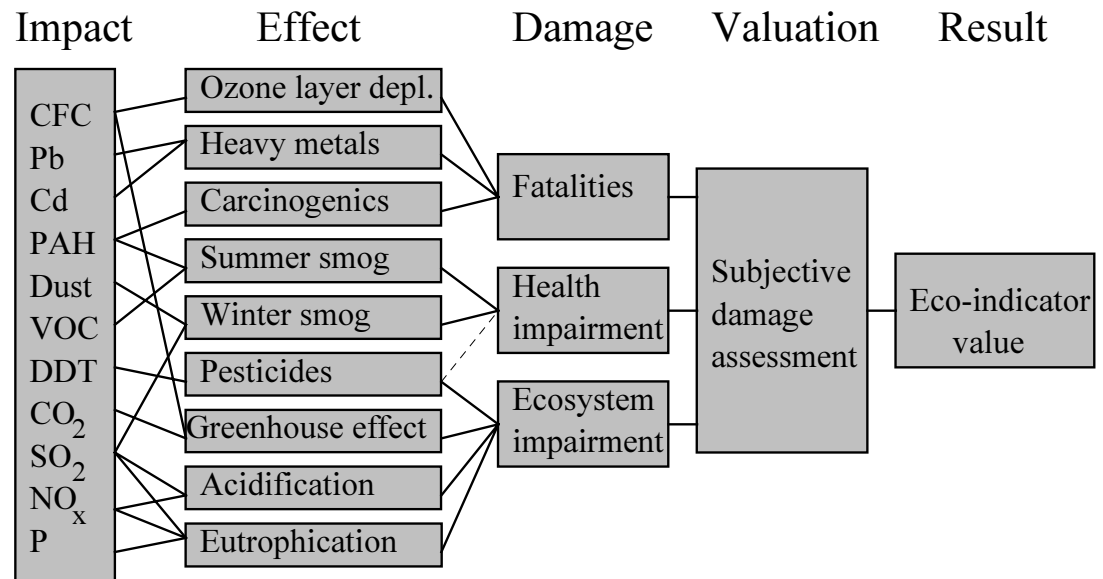 Impact
Effect
Damage
Valuation
Result
CFC
Pb
Cd
PAH
Dust
VOC
DDT
CO2
SO2
NOx
P
Ozone layer depl.
Heavy metals
Carcinogenics
Summer smog
Winter smog
Pesticides
Greenhouse effect
Acidification
Eutrophication
Fatalities
Health
impairment
Ecosystem
impairment
Subjective
damage
assessment
Eco-indicator
value